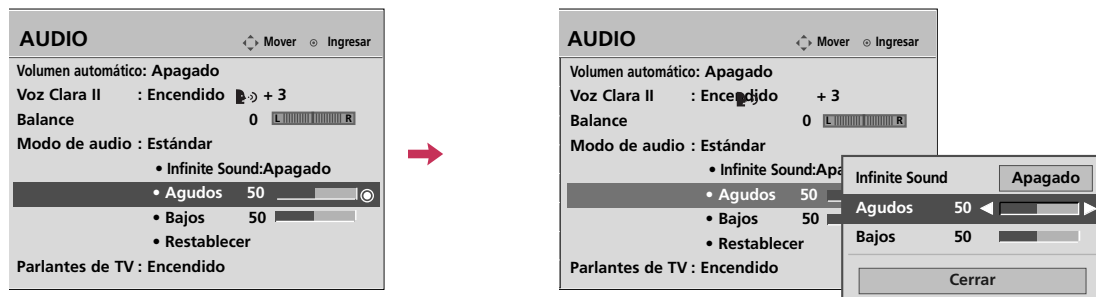 AUDIO
Mover Ingresar
Volumen automático: Apagado
Voz Clara II : Encendido + 3
Balance 0 L R
Modo de audio : Estándar
• Infinite Sound:Apagado
• Agudos 50
• Bajos 50
• Restablecer
Parlantes de TV : Encendido
AUDIO
Mover Ingresar
Volumen automático: Apagado
Voz Clara II : Encendido + 3
Balance 0 L R
Modo de audio : Estándar
• Infinite Sound:Apa
• Agudos 50
• Bajos 50
• Restablecer
Parlantes de TV : Encendido
Infinite Sound Apagado
Agudos 50
Bajos 50
Cerrar